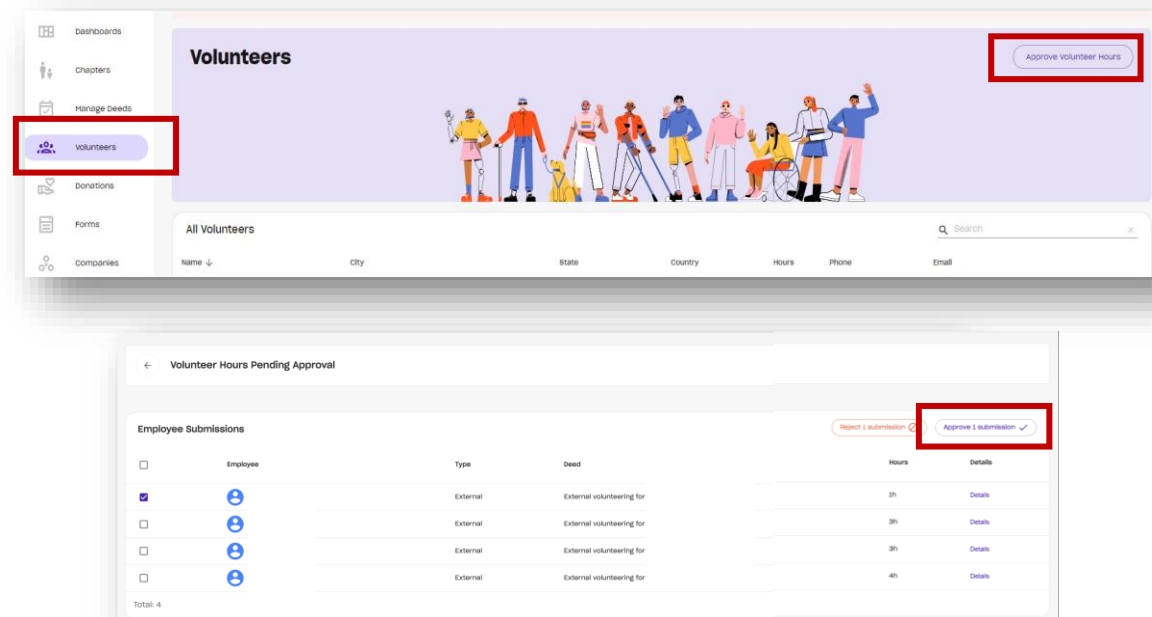 Dashboards
Chapters
Manage Deeds
Volunteers
Donations
Forms
Companies
Volunteers
Approve Volunteer Hours
All Volunteers
Search
Name ↓ City State Country Hours Phone Email
Volunteer Hours Pending Approval
Employee Submissions
Reject 1 submission
Approve 1 submission
Employee Type Deed Hours Details
External External volunteering for 1h Details
External External volunteering for 3h Details
External External volunteering for 3h Details
External External volunteering for 4h Details
Total: 4